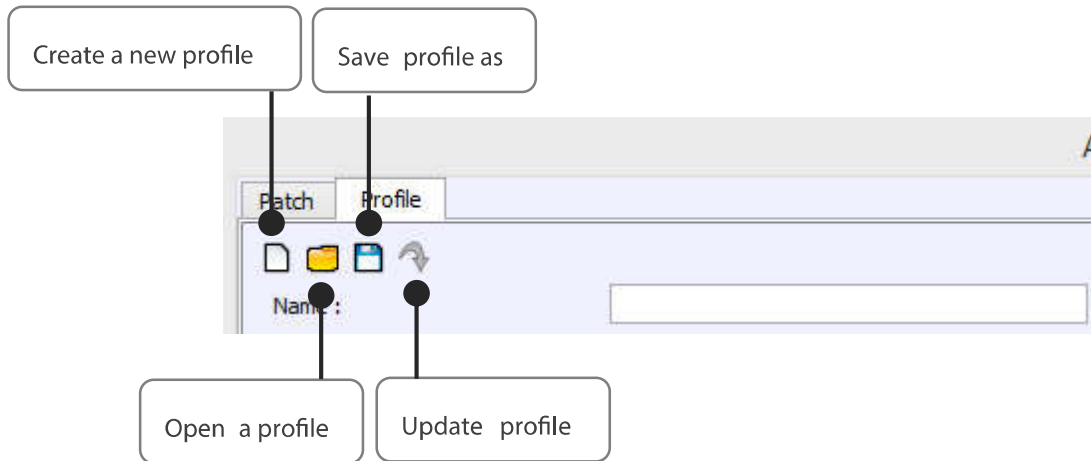 Create a new profile
Save profile as
A
Patch
Profile
Name :
Open a profile
Update profile